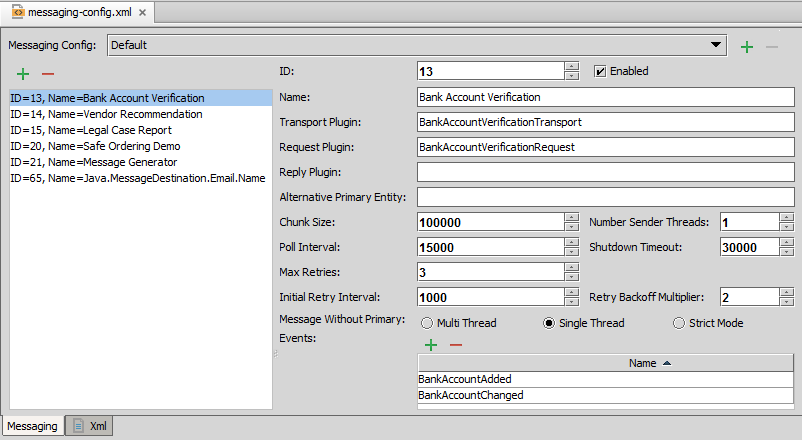 messaging-config.xml
Messaging Config: Default
ID=13, Name=Bank Account Verification
ID=14, Name=Vendor Recommendation
ID=15, Name=Legal Case Report
ID=20, Name=Safe Ordering Demo
ID=21, Name=Message Generator
ID=65, Name=Java.MessageDestination.Email.Name
ID: 13 Enabled
Name: Bank Account Verification
Transport Plugin: BankAccountVerificationTransport
Request Plugin: BankAccountVerificationRequest
Reply Plugin:
Alternative Primary Entity:
Chunk Size: 100000 Number Sender Threads: 1
Poll Interval: 15000 Shutdown Timeout: 30000
Max Retries: 3
Initial Retry Interval: 1000 Retry Backoff Multiplier: 2
Message Without Primary: Multi Thread Single Thread Strict Mode
Events:
Name
BankAccountAdded
BankAccountChanged
Messaging Xml